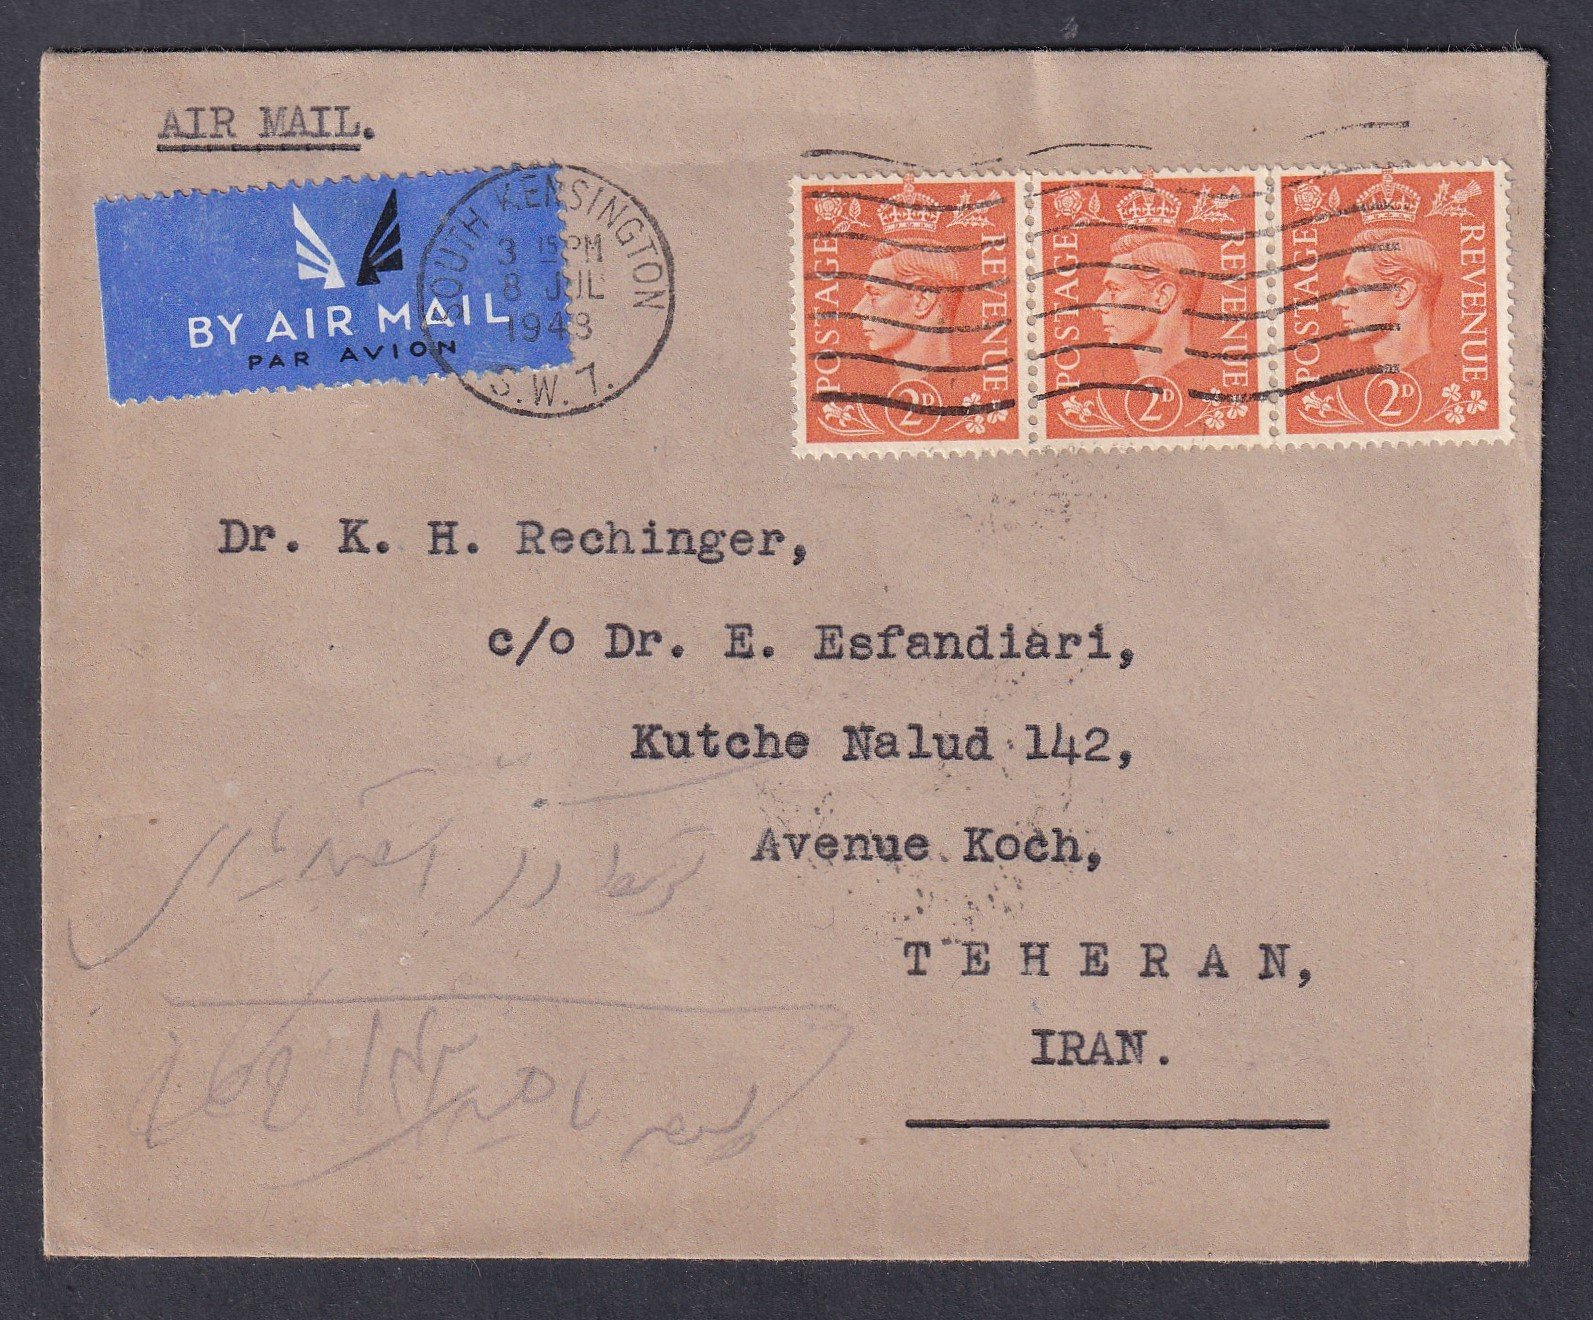 AIR MAIL.
BY AIR MAIL
PAR AVION
SOUTH KENSINGTON
3 15 PM
8 JUL
1948
S.W.7.
POSTAGE REVENUE 2D
POSTAGE REVENUE 2D
POSTAGE REVENUE 2D
Dr. K. H. Rechinger,
c/o Dr. E. Esfandiari,
Kutche Nalud 142,
Avenue Koch,
TEHERAN,
IRAN.